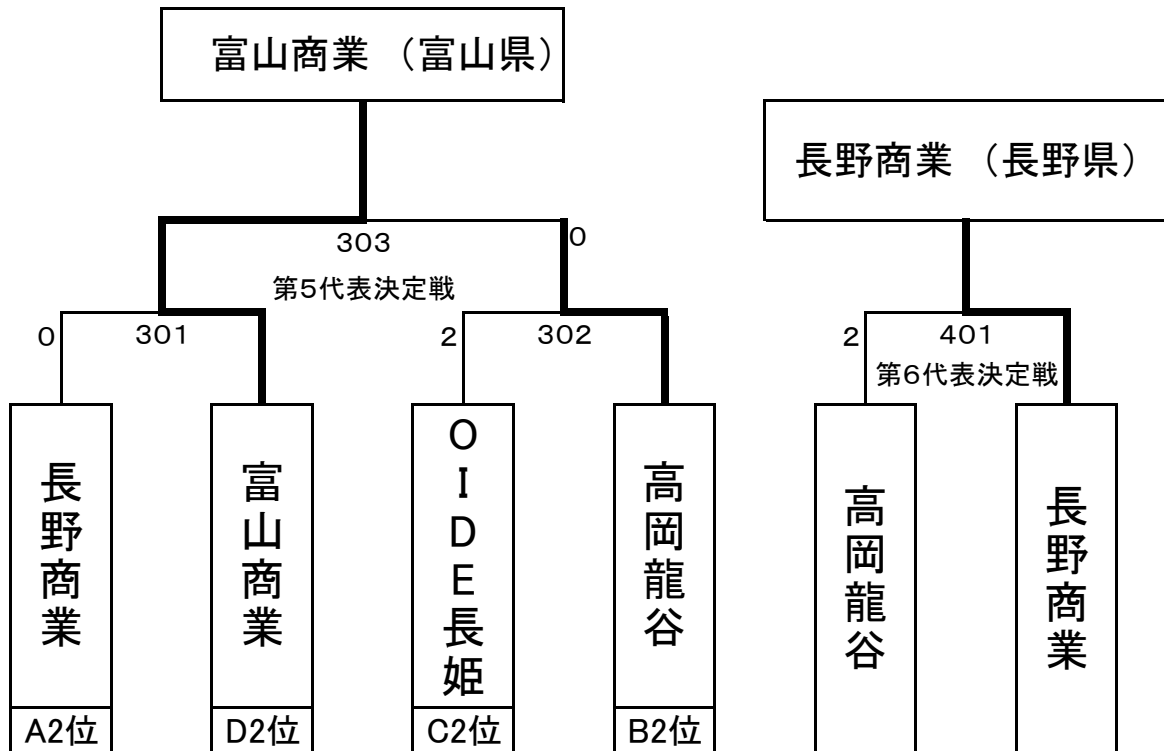 富山商業 （富山県）
長野商業 （長野県）
303
0
第5代表決定戦
0
301
2
302
2
401
第6代表決定戦
長野商業
富山商業
OIDE長姫
高岡龍谷
高岡龍谷
長野商業
A2位
D2位
C2位
B2位